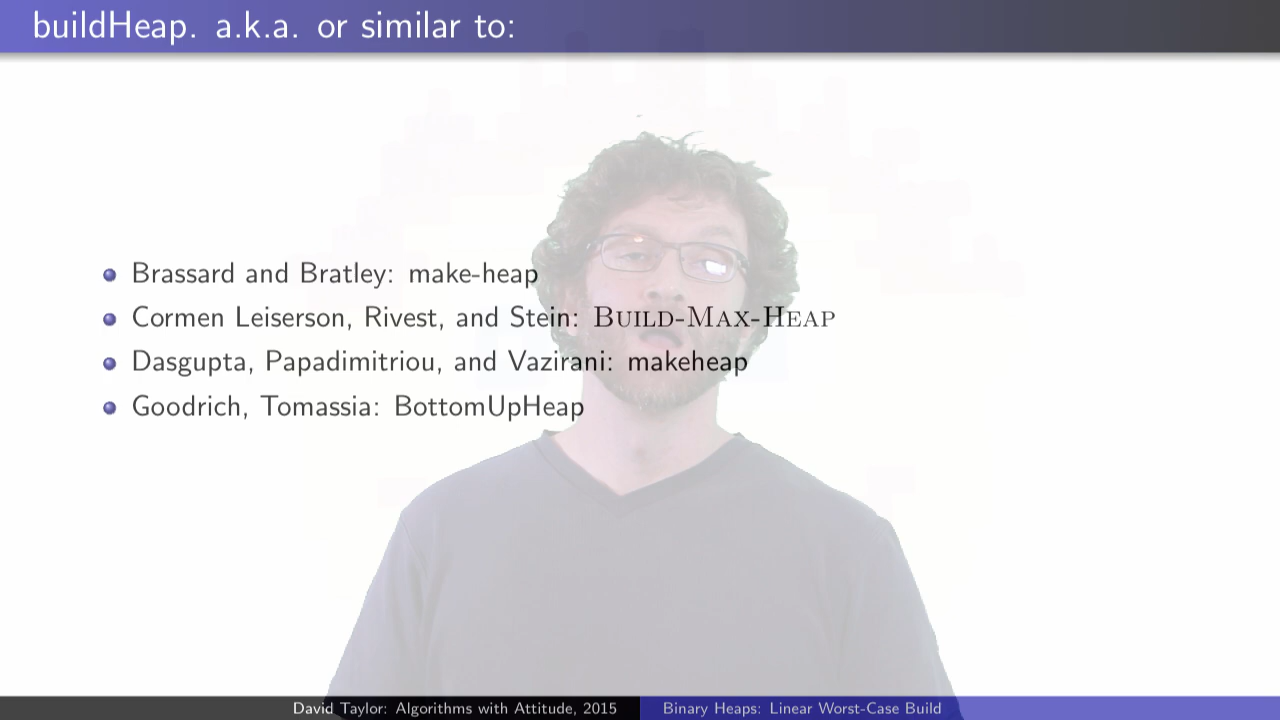 buildHeap. a.k.a. or similar to:
Brassard and Bratley: make-heap
Cormen Leiserson, Rivest, and Stein: BUILD-MAX-HEAP
Dasgupta, Papadimitriou, and Vazirani: makeheap
Goodrich, Tomassia: BottomUpHeap
David Taylor: Algorithms with Attitude, 2015
Binary Heaps: Linear Worst-Case Build